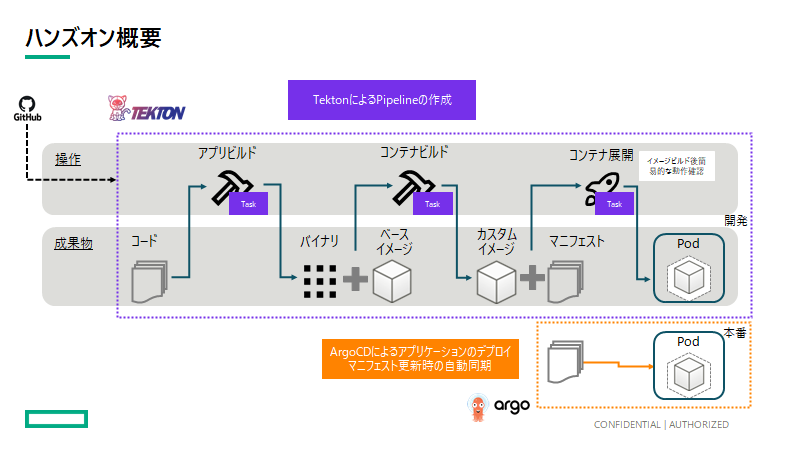 ハンズオン概要
TektonによるPipelineの作成
GitHub
TEKTON
操作
アプリビルド
コンテナビルド
コンテナ展開
イメージビルド後簡
易的な動作確認
Task
Task
Task
開発
成果物
コード
バイナリ
ベース
イメージ
カスタム
イメージ
マニフェスト
Pod
ArgoCDによるアプリケーションのデプロイ
マニフェスト更新時の自動同期
本番
Pod
argo
CONFIDENTIAL | AUTHORIZED